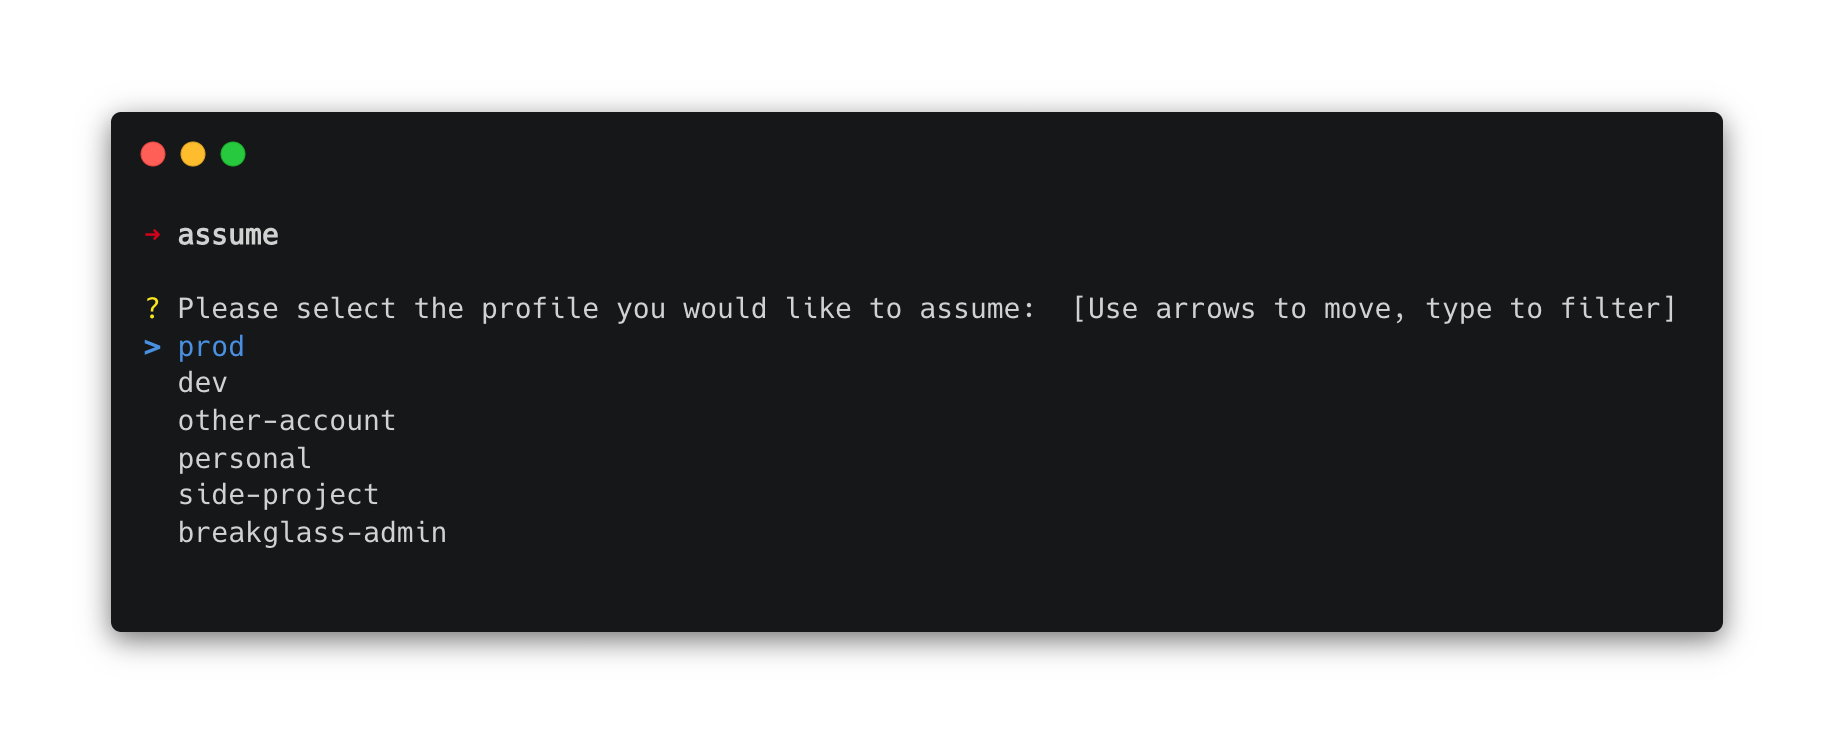 ➜ assume
? Please select the profile you would like to assume:  [Use arrows to move, type to filter]
> prod
dev
other-account
personal
side-project
breakglass-admin